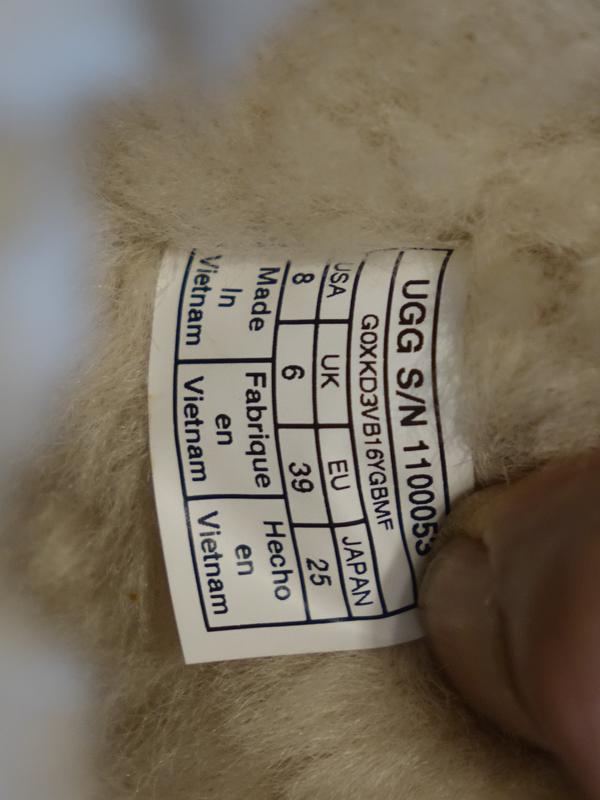 UGG S/N 1100053
G0XKD3VB16YGBMF
USA UK EU JAPAN
8 6 39 25
Made Fabrique Hecho
In en en
Vietnam Vietnam Vietnam